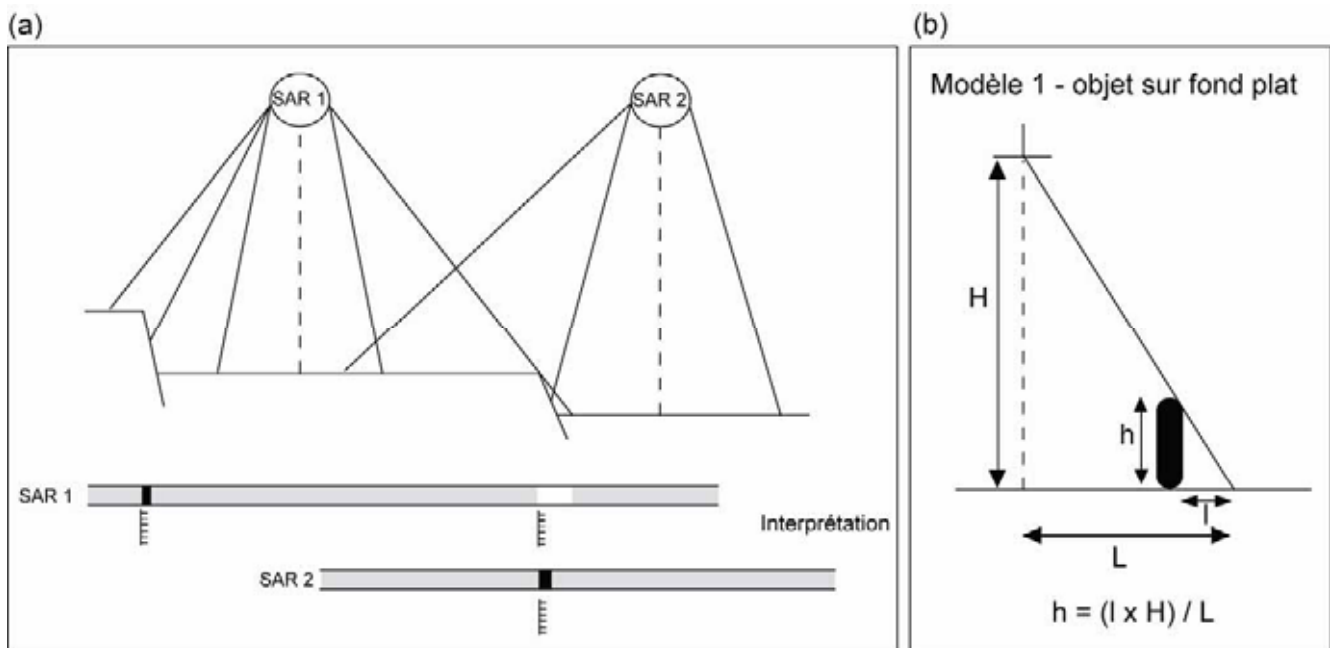 (a)
SAR 1
SAR 2
SAR 1
Interprétation
SAR 2
(b)
Modèle 1 - objet sur fond plat
H
h
l
L
h = (l x H) / L